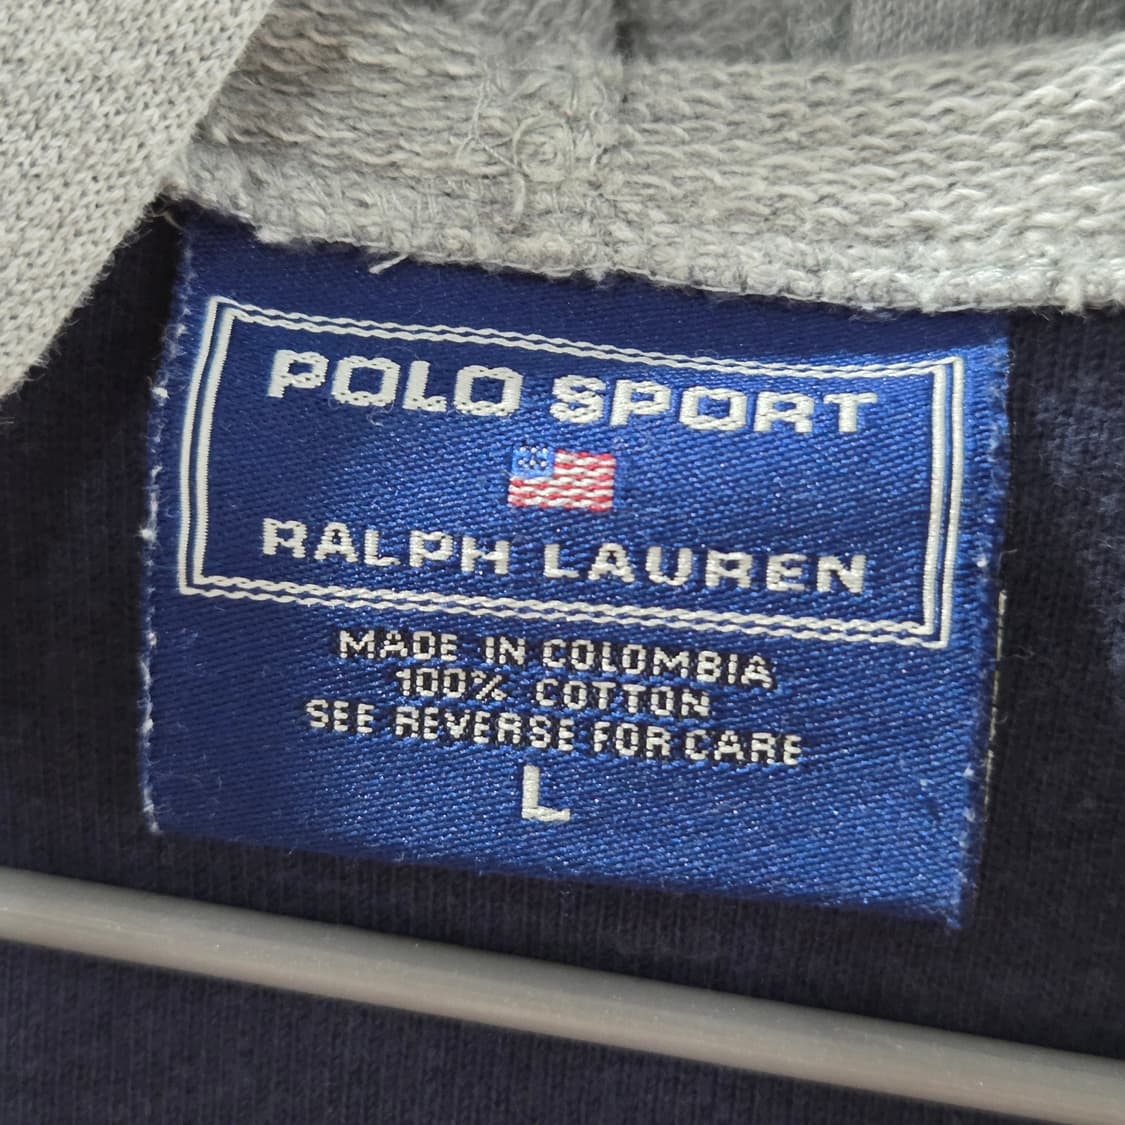 POLO SPORT
RALPH LAUREN
MADE IN COLOMBIA
100% COTTON
SEE REVERSE FOR CARE
L